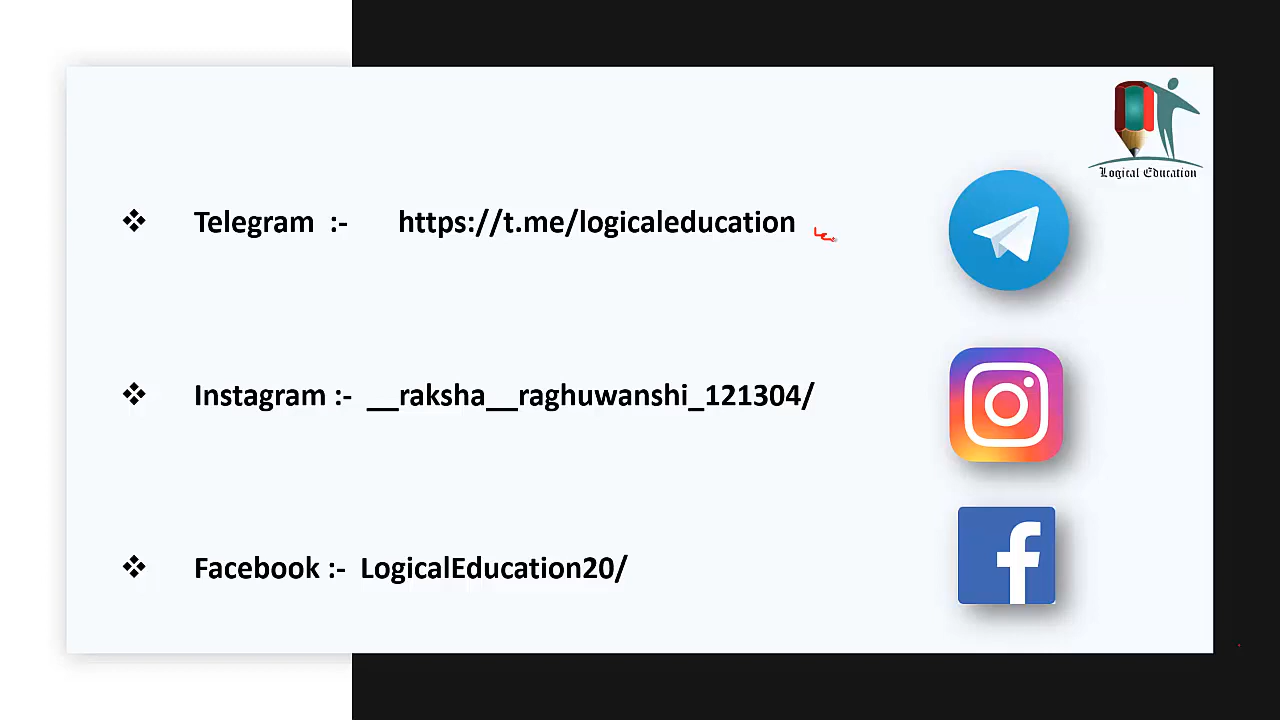 Logical Education
❖ Telegram :- https://t.me/logicaleducation
❖ Instagram :- __raksha__raghuwanshi_121304/
❖ Facebook :- LogicalEducation20/